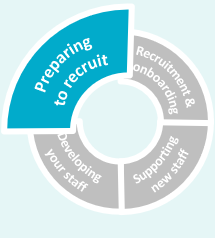 Preparing
to recruit
Recruitment &
onboarding
Supporting
new staff
Developing
your staff